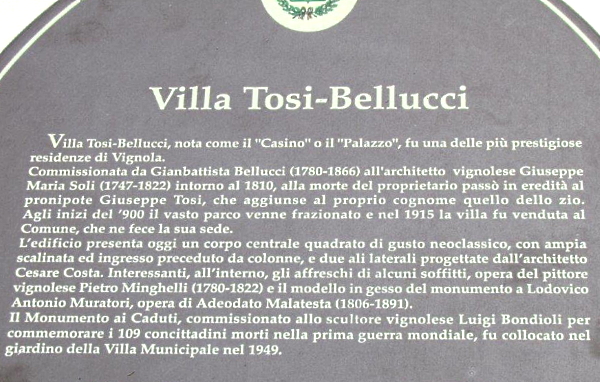 Villa Tosi-Bellucci
Villa Tosi-Bellucci, nota come il "Casino" o il "Palazzo", fu una delle più prestigiose
residenze di Vignola.
Commissionata da Gianbattista Bellucci (1780-1866) all'architetto vignolese Giuseppe
Maria Soli (1747-1822) intorno al 1810, alla morte del proprietario passò in eredità al
pronipote Giuseppe Tosi, che aggiunse al proprio cognome quello dello zio.
Agli inizi del '900 il vasto parco venne frazionato e nel 1915 la villa fu venduta al
Comune, che ne fece la sua sede.
L'edificio presenta oggi un corpo centrale quadrato di gusto neoclassico, con ampia
scalinata ed ingresso preceduto da colonne, e due ali laterali progettate dall'architetto
Cesare Costa. Interessanti, all'interno, gli affreschi di alcuni soffitti, opera del pittore
vignolese Pietro Minghelli (1780-1822) e il modello in gesso del monumento a Lodovico
Antonio Muratori, opera di Adeodato Malatesta (1806-1891).
Il Monumento ai Caduti, commissionato allo scultore vignolese Luigi Bondioli per
commemorare i 109 concittadini morti nella prima guerra mondiale, fu collocato nel
giardino della Villa Municipale nel 1949.